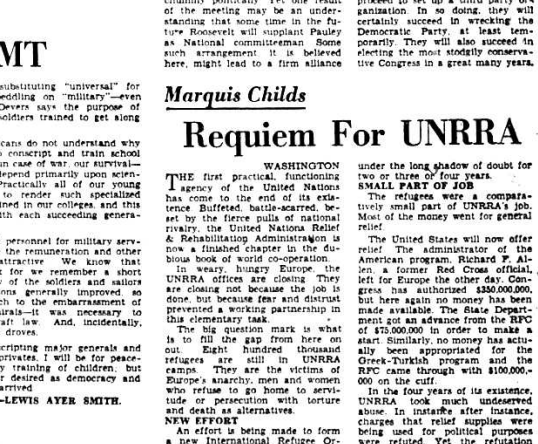 chummy politically. Yet one result
of the meeting may be an under-
standing that some time in the fu-
ture Roosevelt will supplant Pauley
as National committeeman Some
such arrangement. it is believed
here, might lead to a firm alliance
proceed to set up a third party or-
ganization. In so doing, they will
certainly succeed in wrecking the
Democratic Party, at least tem-
porarily. They will also succeed in
electing the most stodgily conserva-
tive Congress in a great many years.
MT
substituting "universal" for
peddling on "military"—even
Devers says the purpose of
soldiers trained to get along
cans do not understand why
conscript and train school
in case of war, our survival—
depend primarily upon scien-
Practically all of our young
to render such specialized
ined in our colleges, and this
ith each succeeding genera-
personnel for military serv-
the remuneration and other
attractive We know that
for we remember a short
of the soldiers and sailors
ons generally improved, so
ch to the embarrassment of
irals—it was necessary to
raft law. And, incidentally,
droves.
cripting major generals and
privates, I will be for peace-
y training of children; but
r desired as democracy and
arrived
—LEWIS AYER SMITH.
Marquis Childs
Requiem For UNRRA
WASHINGTON
THE first practical, functioning
agency of the United Nations
has come to the end of its exis-
tence Buffeted, battle-scarred, be-
set by the fierce pulls of national
rivalry, the United Nations Relief
& Rehabilitation Administration is
now a finished chapter in the du-
bious book of world co-operation.
In weary, hungry Europe, the
UNRRA offices are closing They
are closing not because the job is
done, but because fear and distrust
prevented a working partnership in
this elementary task.
The big question mark is what
is to fill the gap from here on
out. Eight hundred thousand
refugees are still in UNRRA
camps. They are the victims of
Europe's anarchy, men and women
who refuse to go home to servi-
tude or persecution with torture
and death as alternatives.
NEW EFFORT
An effort is being made to form
a new International Refugee Or-
under the long shadow of doubt for
two or three or four years.
SMALL PART OF JOB
The refugees were a compara-
tively small part of UNRRA's job.
Most of the money went for general
relief.
The United States will now offer
relief The administrator of the
American program, Richard F. Al-
len, a former Red Cross official,
left for Europe the other day. Con-
gress has authorized $350,000,000,
but here again no money has been
made available. The State Depart-
ment got an advance from the RFC
of $75,000,000 in order to make a
start. Similarly, no money has actu-
ally been appropriated for the
Greek-Turkish program and the
RFC came through with $100,000,-
000 on the cuff.
In the four years of its existence,
UNRRA took much undeserved
abuse. In instance after instance,
charges that relief supplies were
being used for political purposes
were refuted. Yet the reputation